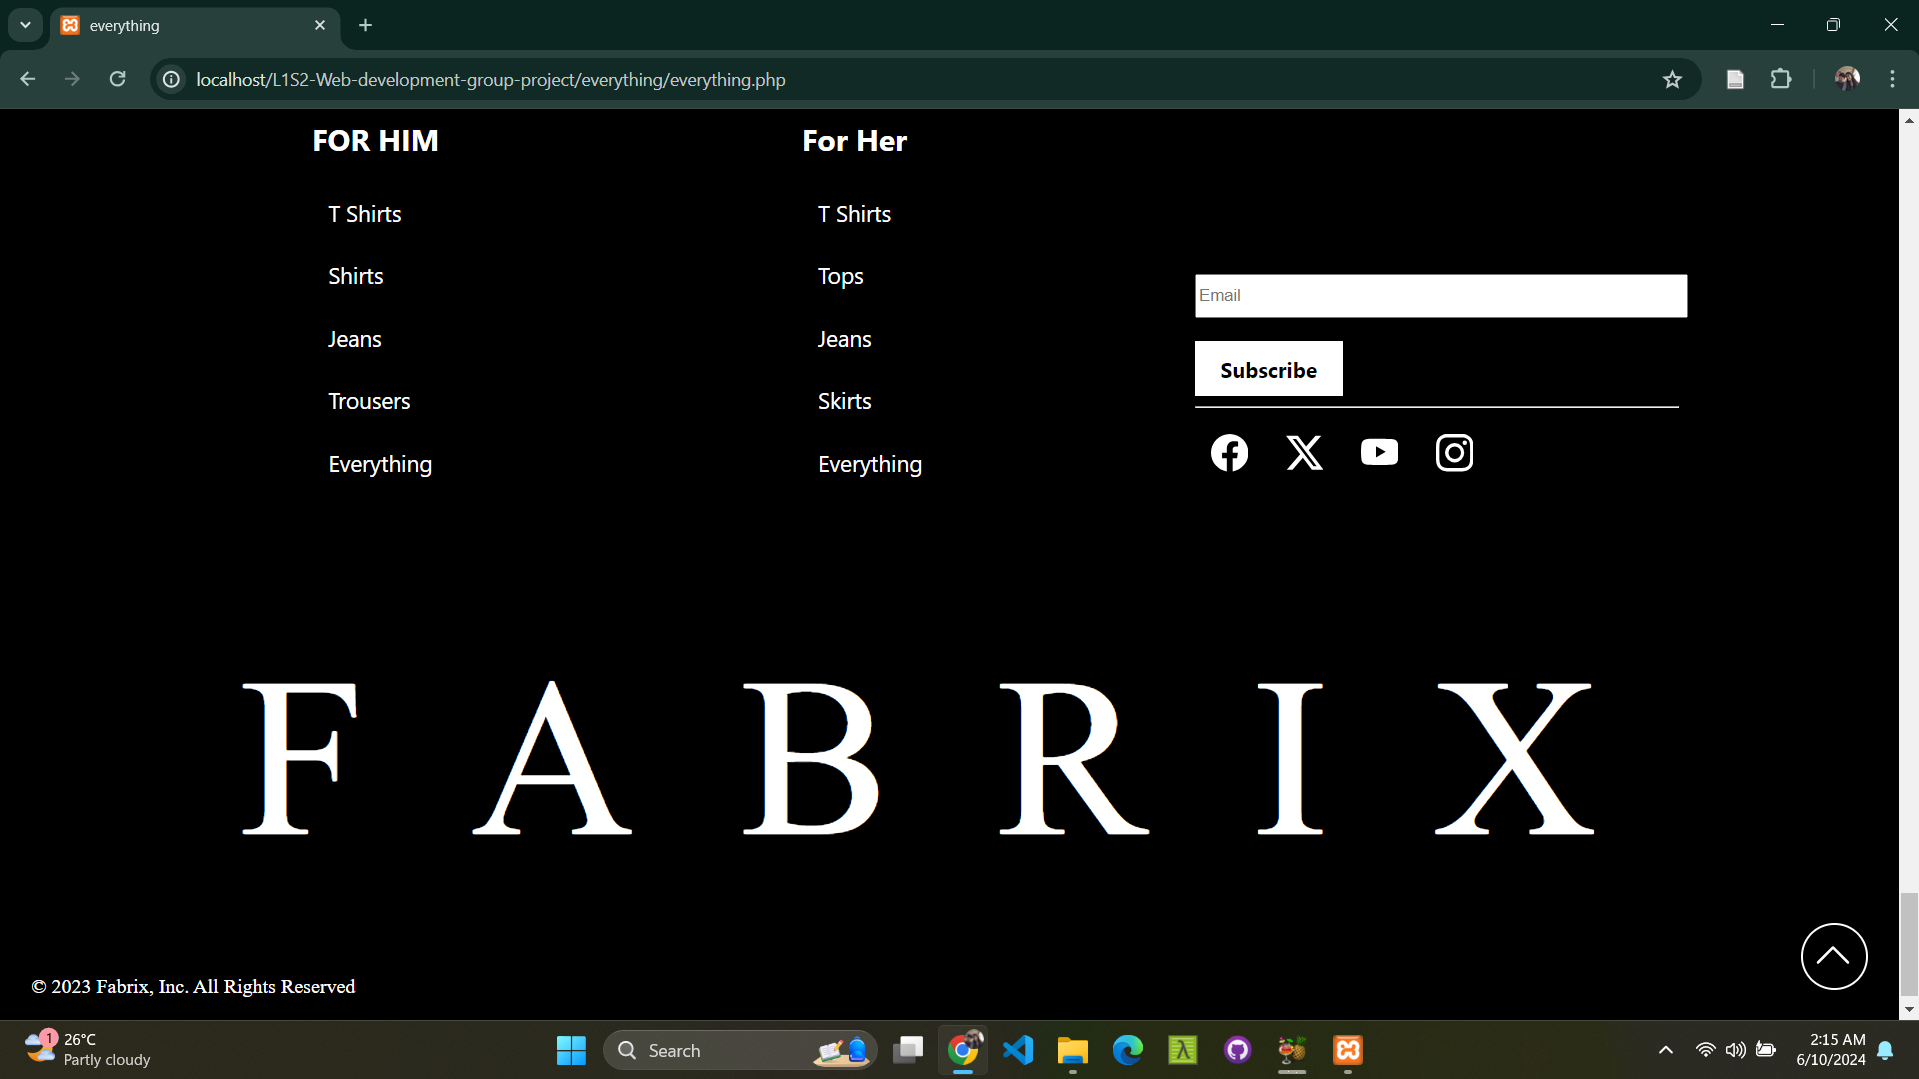 everything
localhost/L1S2-Web-development-group-project/everything/everything.php
FOR HIM
T Shirts
Shirts
Jeans
Trousers
Everything
For Her
T Shirts
Tops
Jeans
Skirts
Everything
Email
Subscribe
F A B R I X
© 2023 Fabrix, Inc. All Rights Reserved
1
26°C
Partly cloudy
Search
2:15 AM
6/10/2024